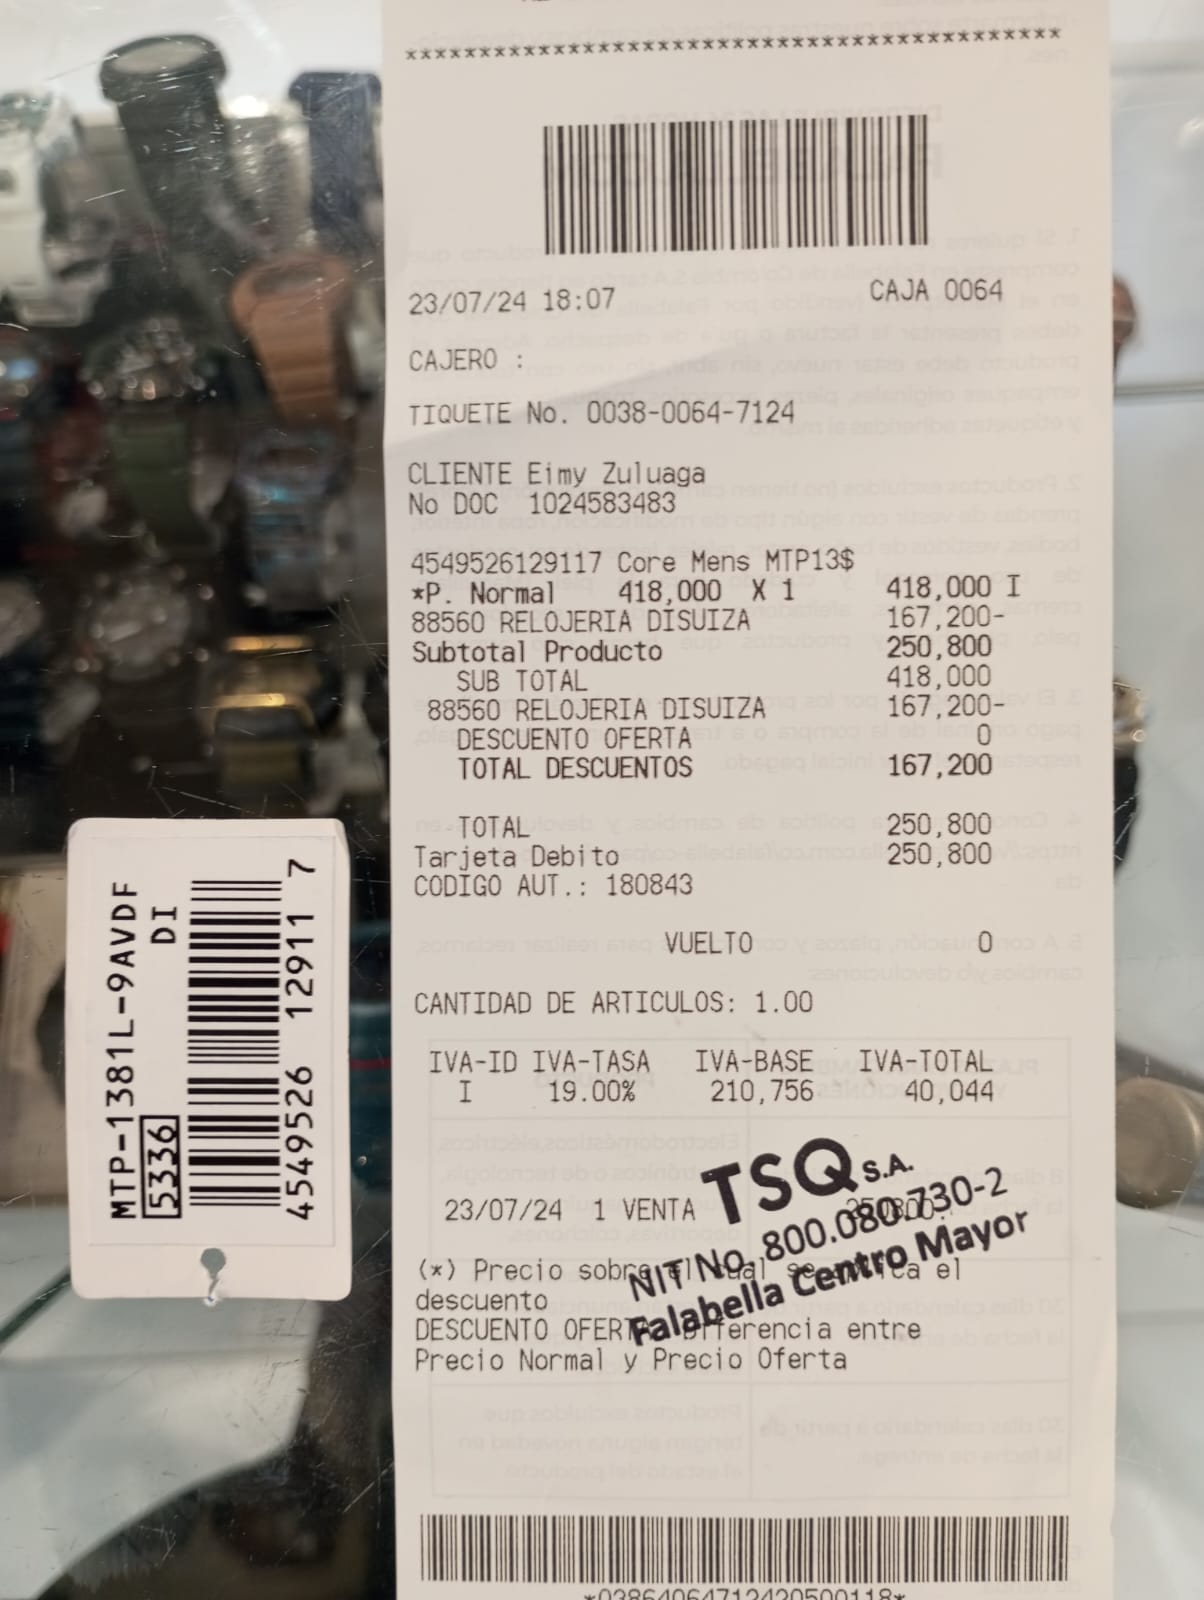 *********************************************
23/07/24 18:07 CAJA 0064
CAJERO :
TIQUETE No. 0038-0064-7124
CLIENTE Eimy Zuluaga
No DOC 1024583483
4549526129117 Core Mens MTP13$
*P. Normal 418,000 X 1 418,000 I
88560 RELOJERIA DISUIZA 167,200-
Subtotal Producto 250,800
SUB TOTAL 418,000
88560 RELOJERIA DISUIZA 167,200-
DESCUENTO OFERTA 0
TOTAL DESCUENTOS 167,200
TOTAL 250,800
Tarjeta Debito 250,800
CODIGO AUT.: 180843
VUELTO 0
CANTIDAD DE ARTICULOS: 1.00
IVA-ID IVA-TASA IVA-BASE IVA-TOTAL
I 19.00% 210,756 40,044
23/07/24 1 VENTA
TSQ S.A.
NIT No. 800.080.730-2
Falabella Centro Mayor
(*) Precio sobre el cual se aplica el
descuento
DESCUENTO OFERTA: Diferencia entre
Precio Normal y Precio Oferta
MTP-1381L-9AVDF
DI
5336
4549526 12911 7